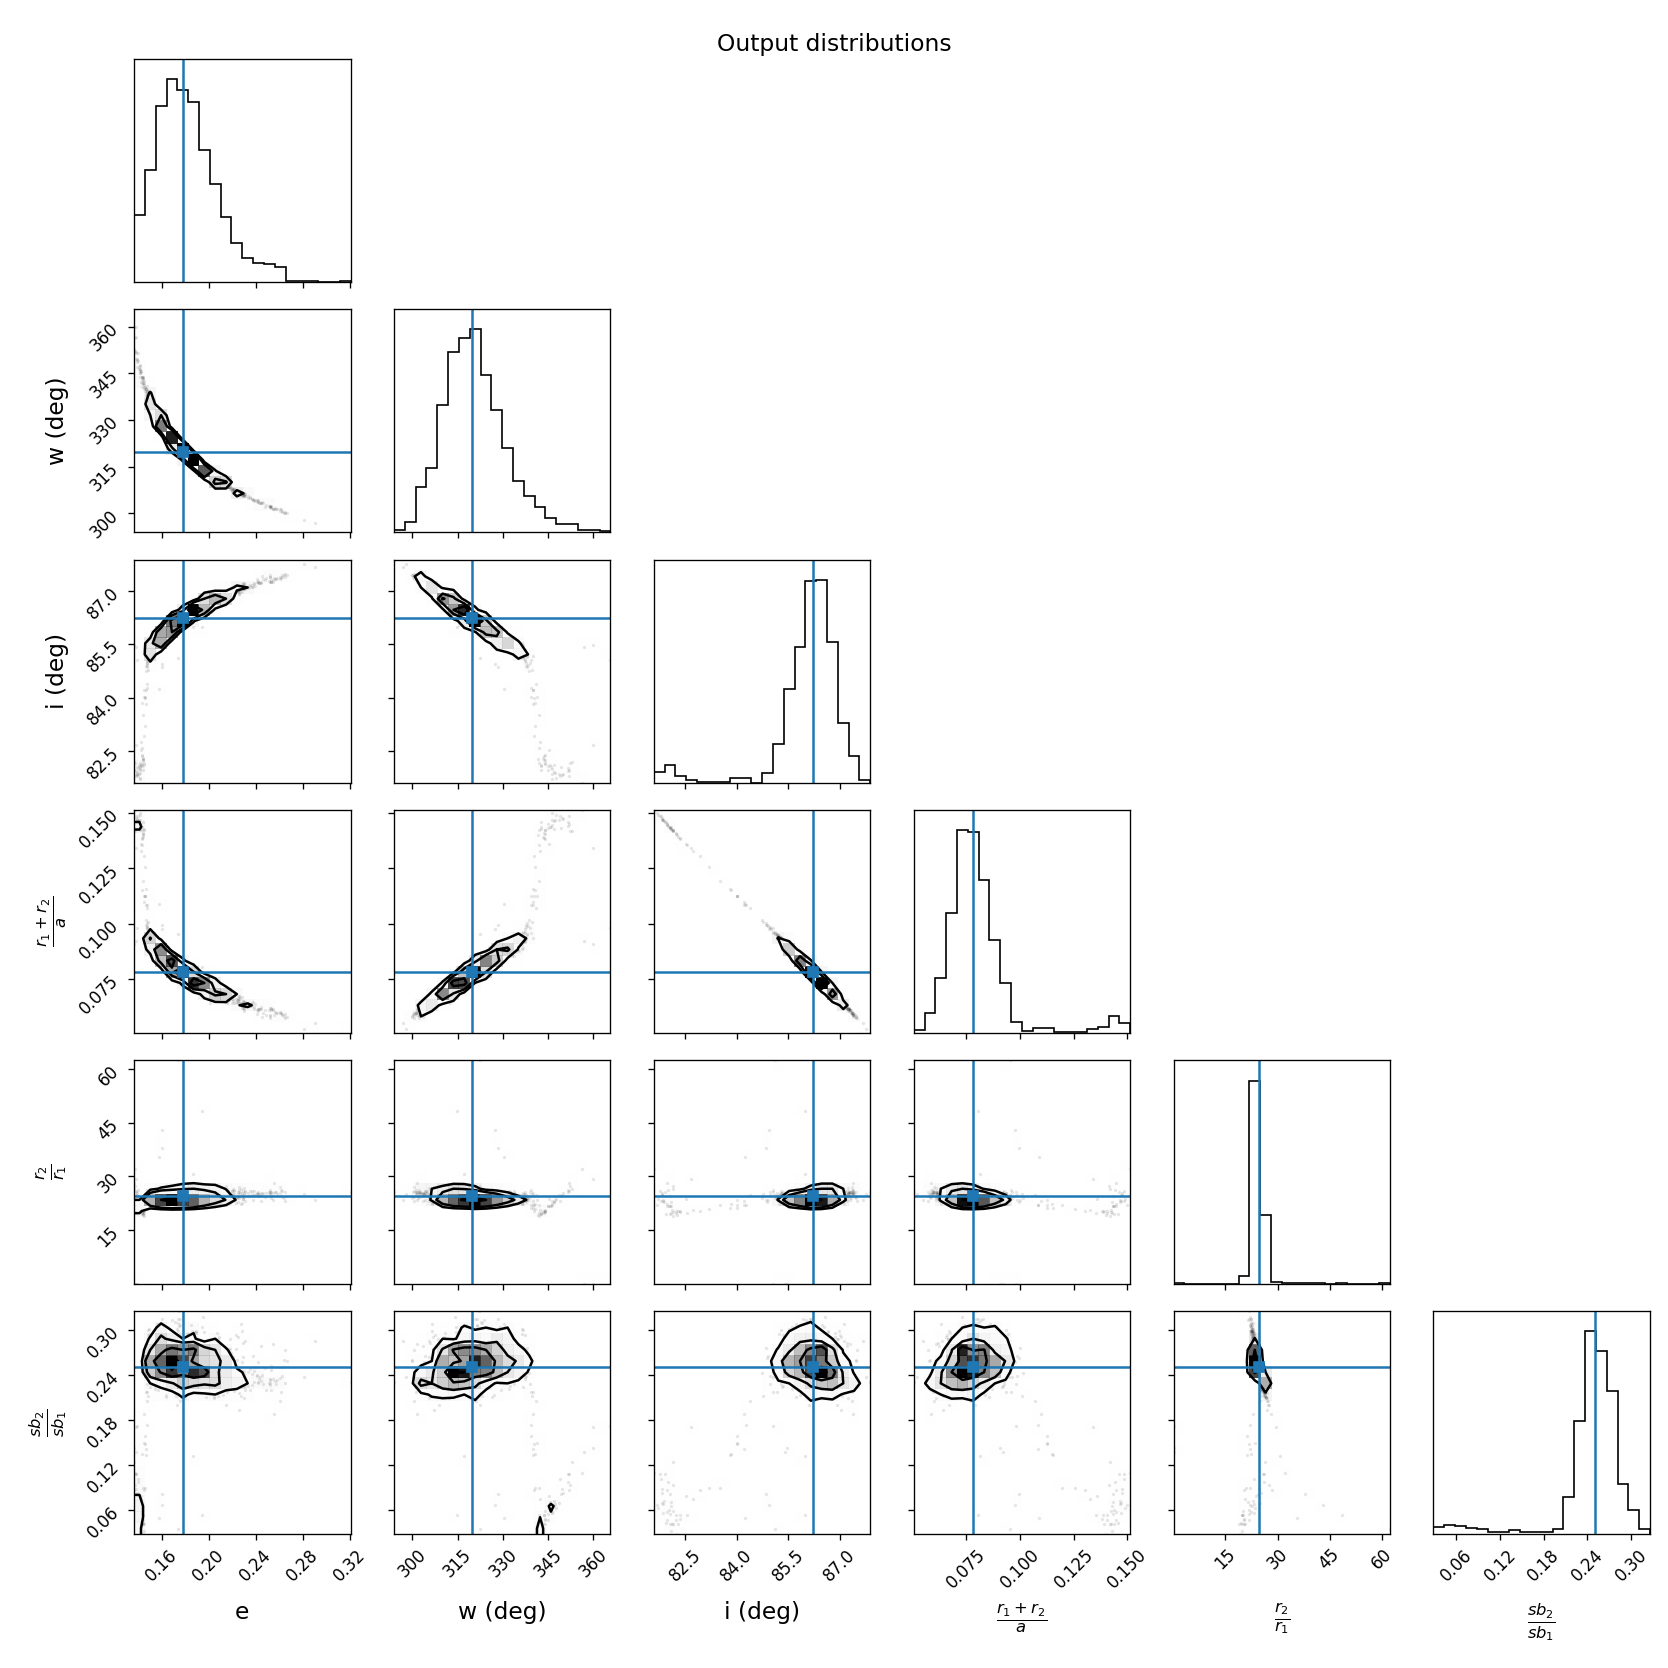 Output distributions
360
345
330
315
300
w (deg)
87.0
85.5
84.0
82.5
i (deg)
0.150
0.125
0.100
0.075
r1 + r2
a
60
45
30
15
r2
r1
0.30
0.24
0.18
0.12
0.06
sb2
sb1
0.16 0.20 0.24 0.28 0.32
300 315 330 345 360
82.5 84.0 85.5 87.0
0.075 0.100 0.125 0.150
15 30 45 60
0.06 0.12 0.18 0.24 0.30
e
w (deg)
i (deg)
r1 + r2
a
r2
r1
sb2
sb1